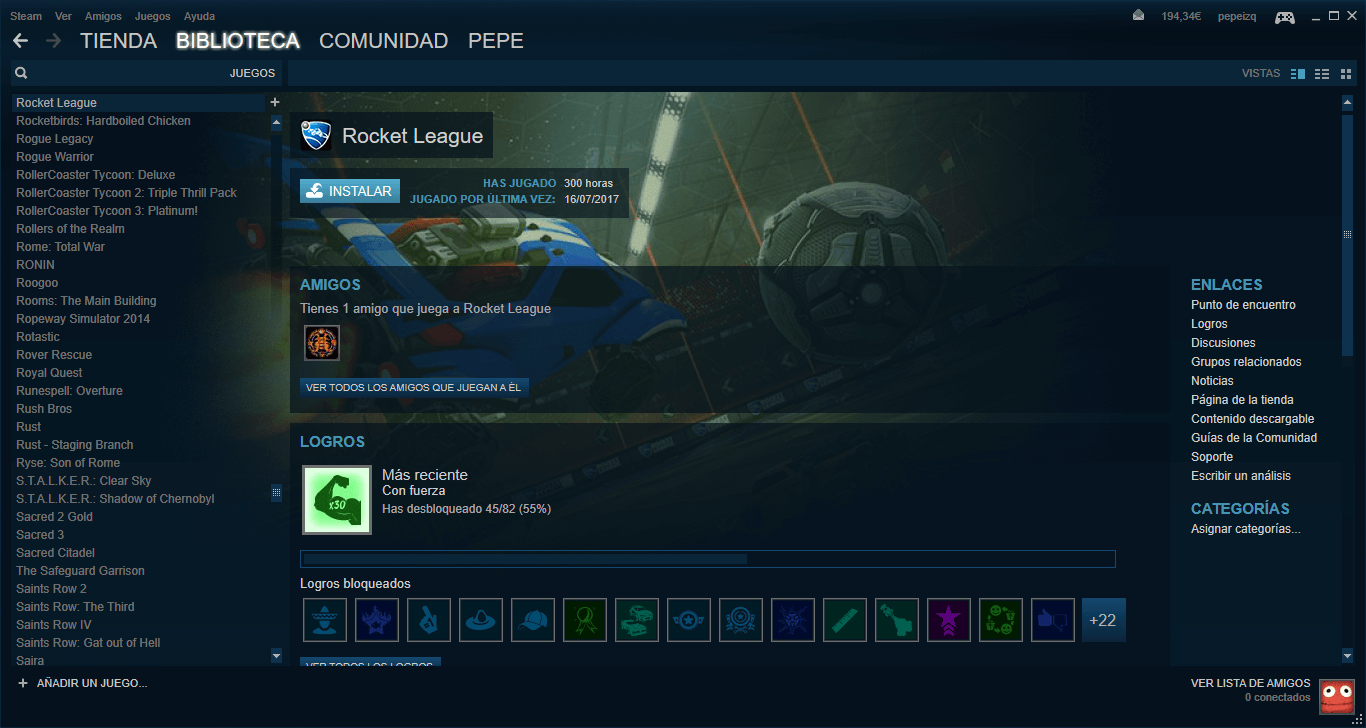 Steam Ver Amigos Juegos Ayuda
194,34€ pepeizq
TIENDA BIBLIOTECA COMUNIDAD PEPE
JUEGOS
VISTAS
Rocket League
Rocketbirds: Hardboiled Chicken
Rogue Legacy
Rogue Warrior
RollerCoaster Tycoon: Deluxe
RollerCoaster Tycoon 2: Triple Thrill Pack
RollerCoaster Tycoon 3: Platinum!
Rollers of the Realm
Rome: Total War
RONIN
Roogoo
Rooms: The Main Building
Ropeway Simulator 2014
Rotastic
Rover Rescue
Royal Quest
Runespell: Overture
Rush Bros
Rust
Rust - Staging Branch
Ryse: Son of Rome
S.T.A.L.K.E.R.: Clear Sky
S.T.A.L.K.E.R.: Shadow of Chernobyl
Sacred 2 Gold
Sacred 3
Sacred Citadel
The Safeguard Garrison
Saints Row 2
Saints Row: The Third
Saints Row IV
Saints Row: Gat out of Hell
Saira
+ AÑADIR UN JUEGO...
Rocket League
INSTALAR
HAS JUGADO 300 horas
JUGADO POR ÚLTIMA VEZ: 16/07/2017
AMIGOS
Tienes 1 amigo que juega a Rocket League
VER TODOS LOS AMIGOS QUE JUEGAN A ÉL
LOGROS
x30
Más reciente
Con fuerza
Has desbloqueado 45/82 (55%)
Logros bloqueados
+22
VER TODOS LOS LOGROS
ENLACES
Punto de encuentro
Logros
Discusiones
Grupos relacionados
Noticias
Página de la tienda
Contenido descargable
Guías de la Comunidad
Soporte
Escribir un análisis
CATEGORÍAS
Asignar categorías...
VER LISTA DE AMIGOS
0 conectados